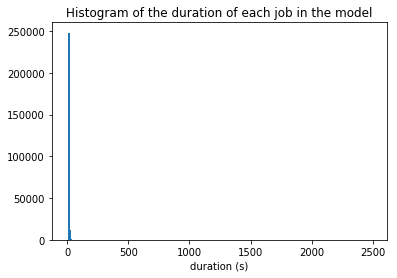 Histogram of the duration of each job in the model
250000
200000
150000
100000
50000
0
0 500 1000 1500 2000 2500
duration (s)